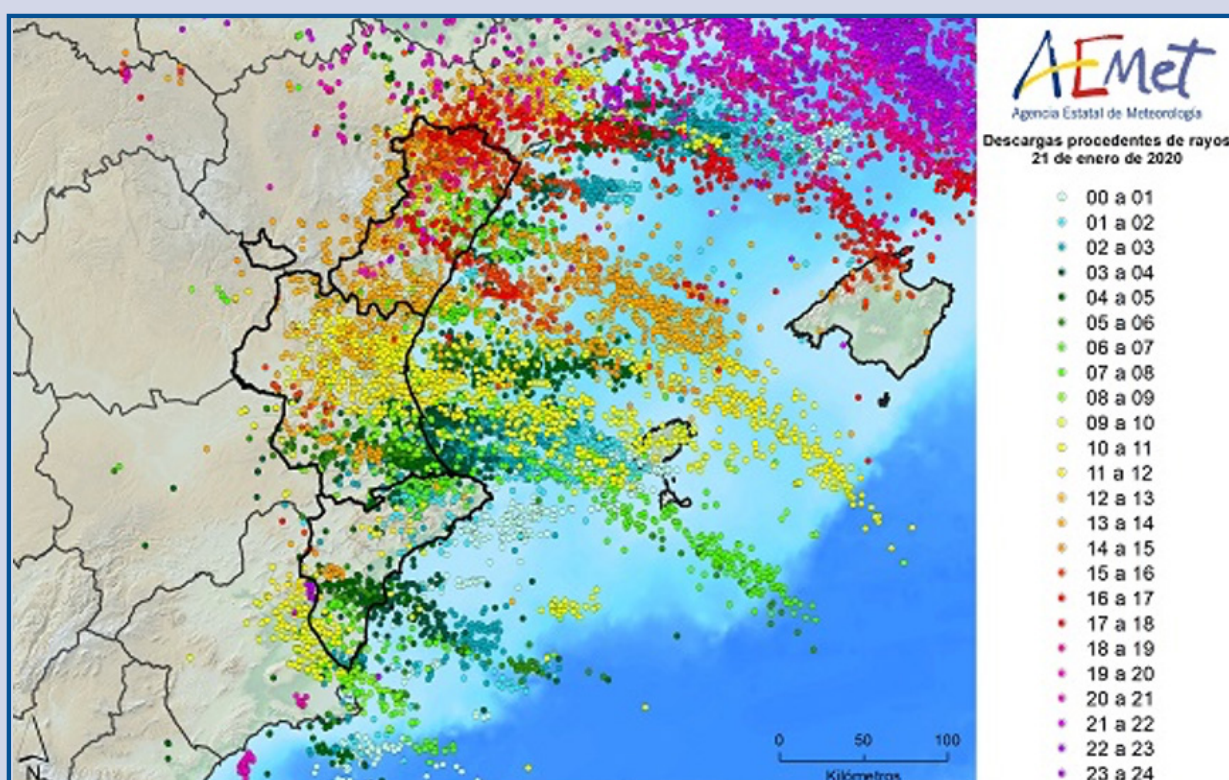 AEMet
Agencia Estatal de Meteorología
Descargas procedentes de rayos
21 de enero de 2020
00 a 01
01 a 02
02 a 03
03 a 04
04 a 05
05 a 06
06 a 07
07 a 08
08 a 09
09 a 10
10 a 11
11 a 12
12 a 13
13 a 14
14 a 15
15 a 16
16 a 17
17 a 18
18 a 19
19 a 20
20 a 21
21 a 22
22 a 23
23 a 24
0 50 100
Kilómetros
N